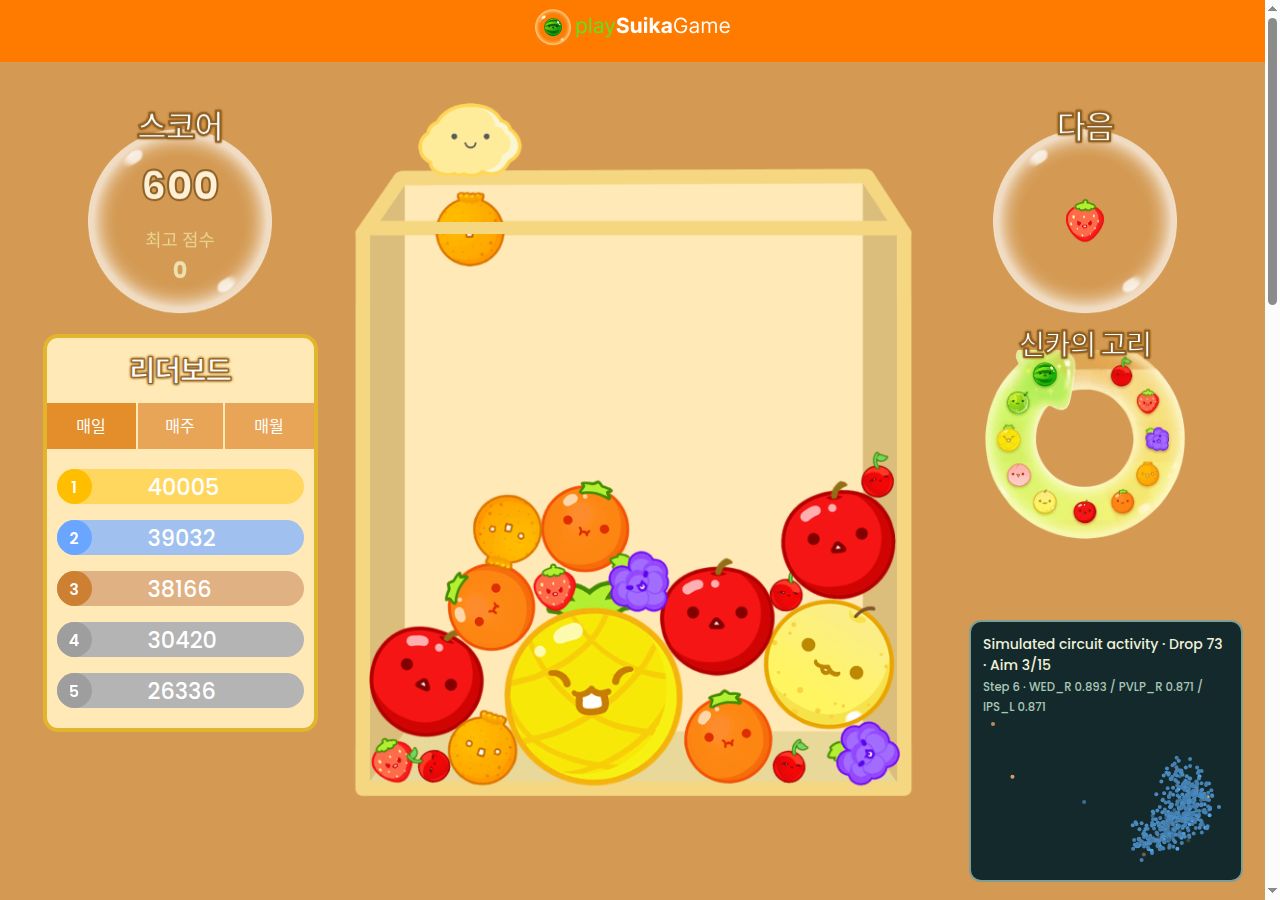 playSuikaGame
스코어
600
최고 점수
0
다음
신카의 고리
리더보드
매일
매주
매월
1 40005
2 39032
3 38166
4 30420
5 26336
Simulated circuit activity · Drop 73
· Aim 3/15
Step 6 · WED_R 0.893 / PVLP_R 0.871 /
IPS_L 0.871